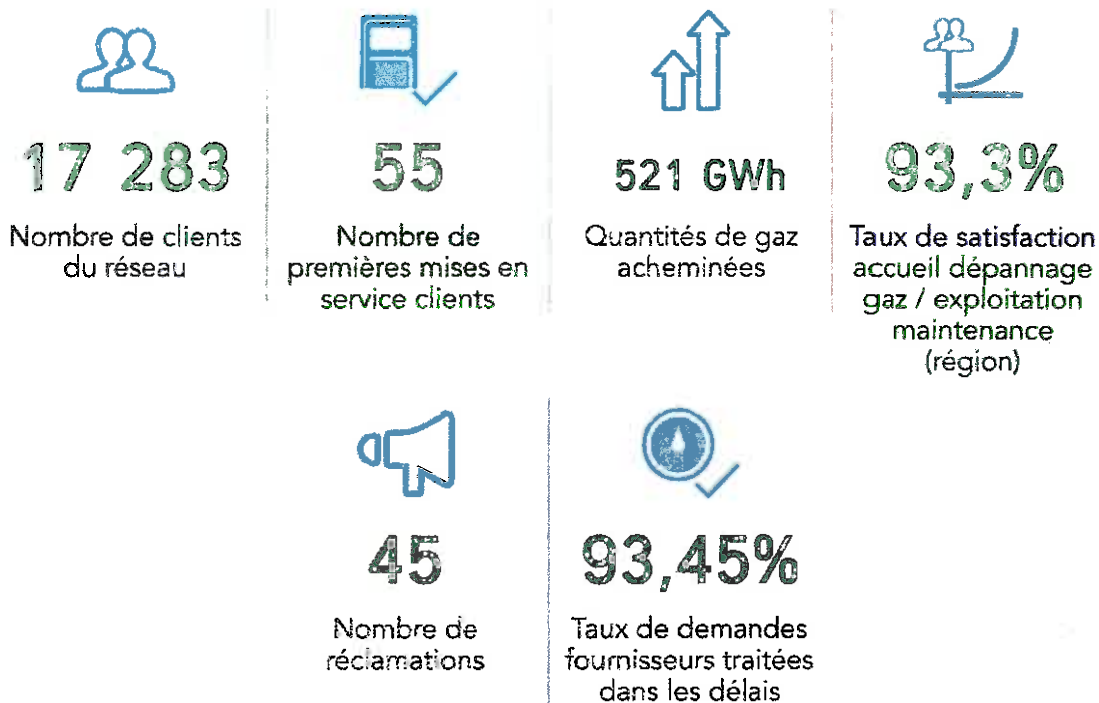 17 283
Nombre de clients
du réseau
55
Nombre de
premières mises en
service clients
521 GWh
Quantités de gaz
acheminées
93,3%
Taux de satisfaction
accueil dépannage
gaz / exploitation
maintenance
(région)
45
Nombre de
réclamations
93,45%
Taux de demandes
fournisseurs traitées
dans les délais